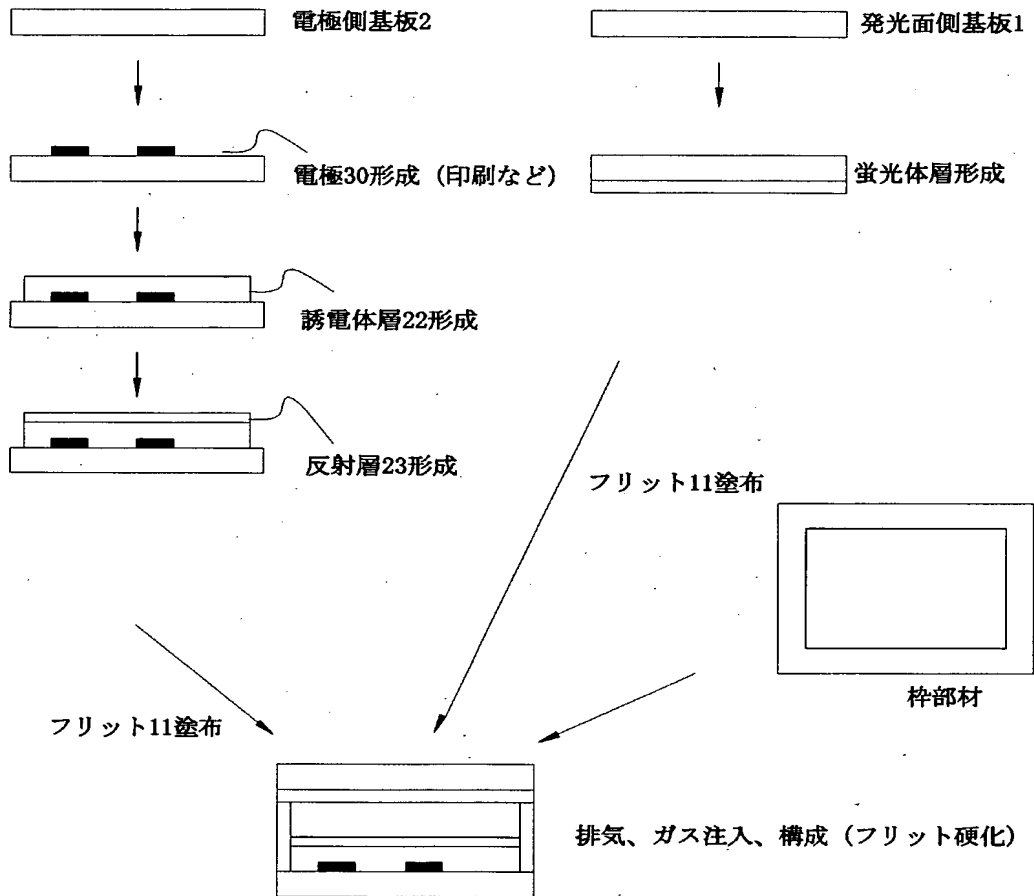 電極側基板2
発光面側基板1
電極30形成（印刷など）
蛍光体層形成
誘電体層22形成
反射層23形成
フリット11塗布
枠部材
フリット11塗布
排気、ガス注入、構成（フリット硬化）